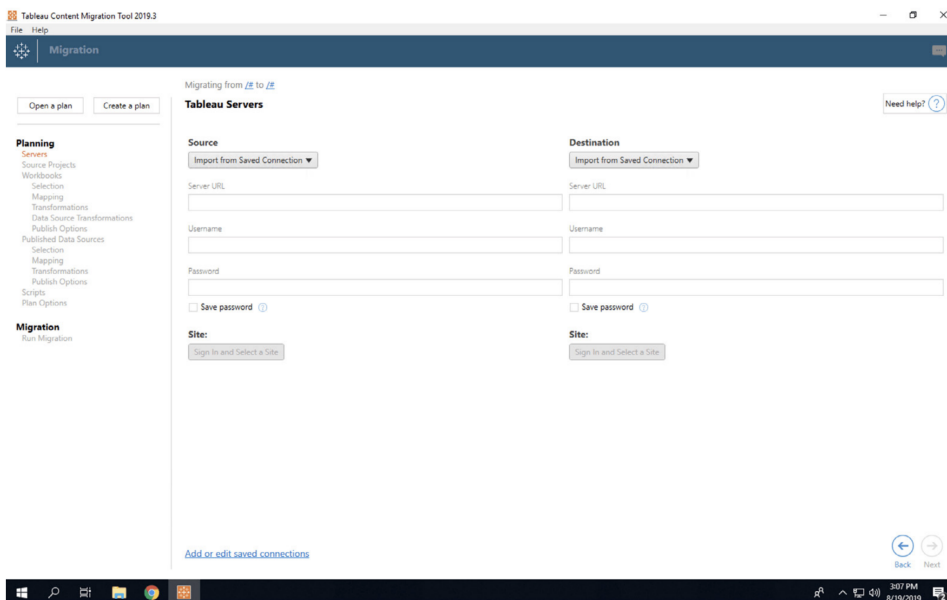 Tableau Content Migration Tool 2019.3
File Help
Migration
Open a plan
Create a plan
Planning
Servers
Source Projects
Workbooks
Selection
Mapping
Transformations
Data Source Transformations
Publish Options
Published Data Sources
Selection
Mapping
Transformations
Publish Options
Scripts
Plan Options
Migration
Run Migration
Migrating from /# to /#
Tableau Servers
Need help? ?
Source
Import from Saved Connection
Server URL
Username
Password
Save password
Site:
Sign In and Select a Site
Destination
Import from Saved Connection
Server URL
Username
Password
Save password
Site:
Sign In and Select a Site
Add or edit saved connections
Back
Next
3:07 PM
8/19/2019